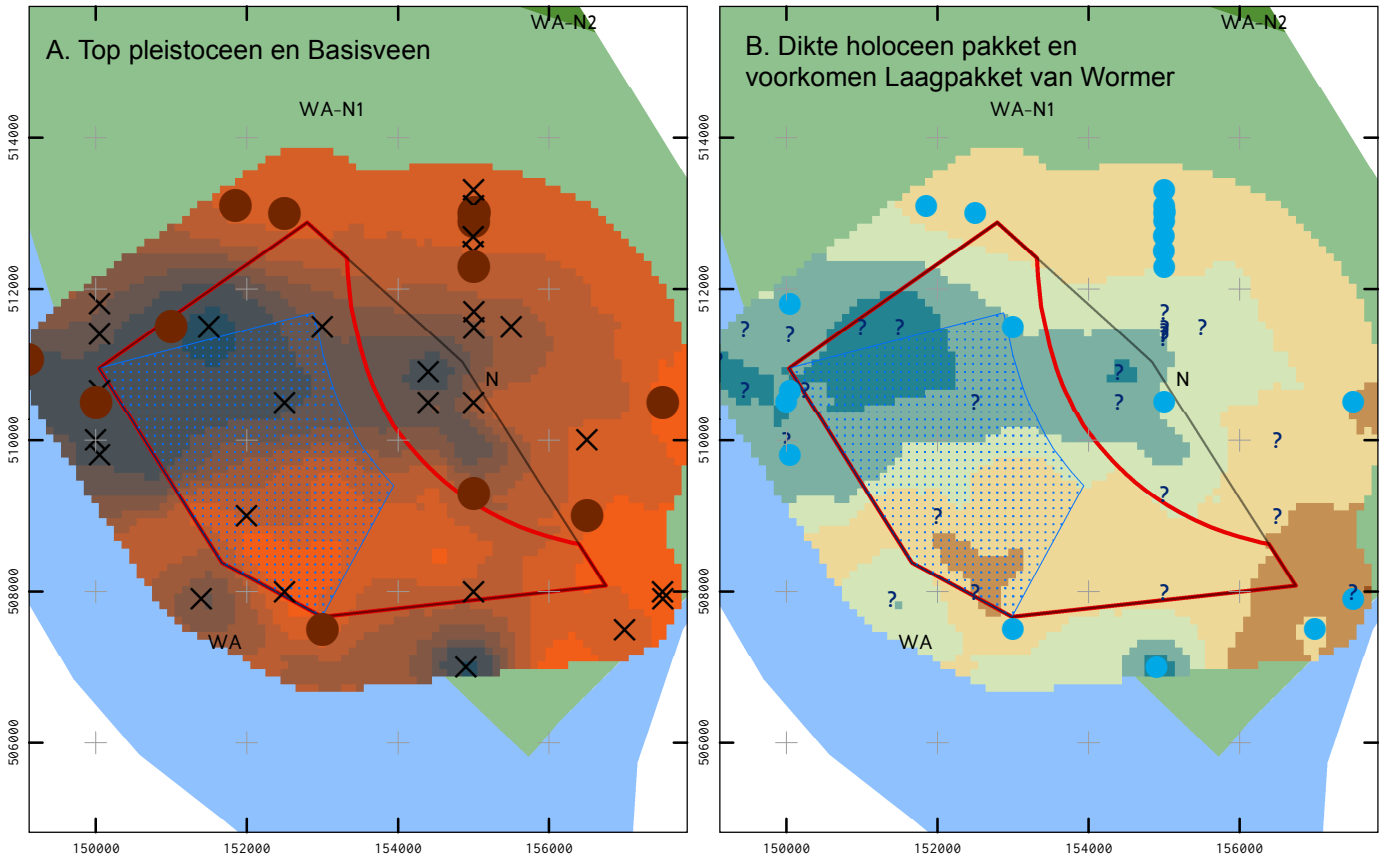 WA-N2
A. Top pleistoceen en Basisveen
WA-N1
N
WA
514000
512000
510000
508000
506000
150000
152000
154000
156000
WA-N2
B. Dikte holoceen pakket en
voorkomen Laagpakket van Wormer
WA-N1
? ? ? ? ? ?
? ? ? ?
? ?
? ?
? ?
? ? ? ?
N
WA
514000
512000
510000
508000
506000
150000
152000
154000
156000